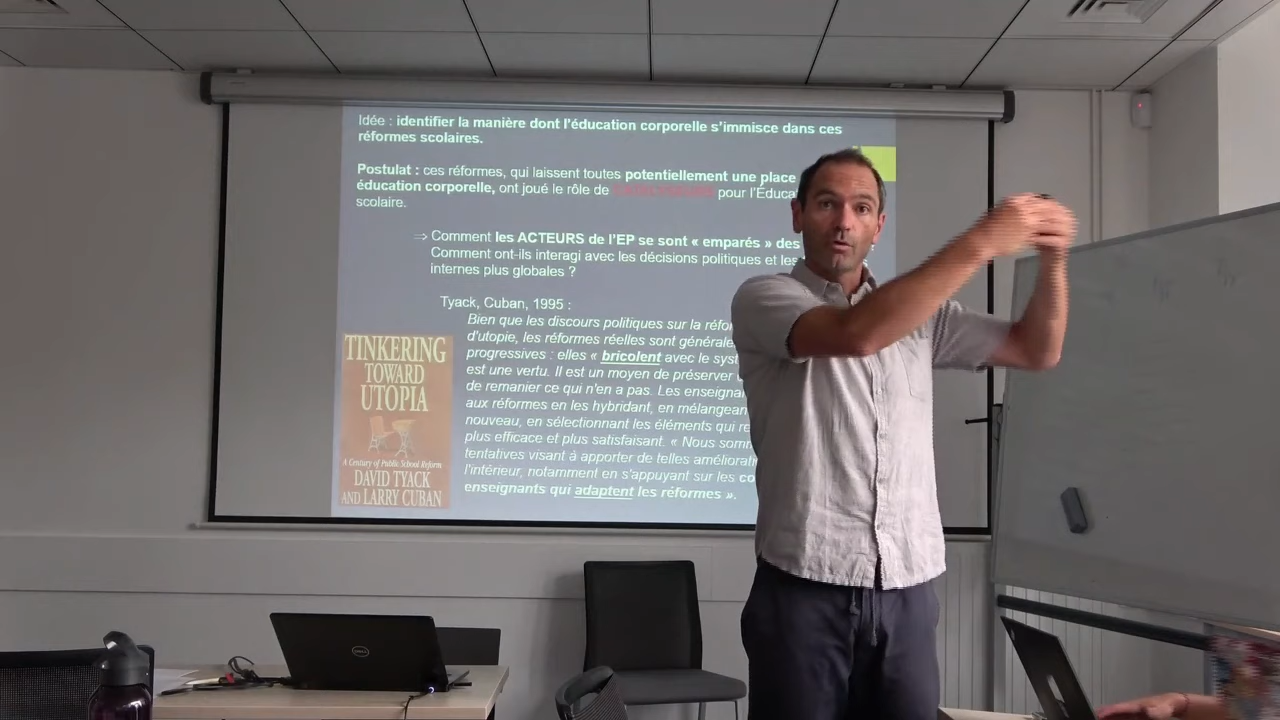 Idée : identifier la manière dont l'éducation corporelle s'immisce dans ces
réformes scolaires.
Postulat : ces réformes, qui laissent toutes potentiellement une place
éducation corporelle, ont joué le rôle de pour l'Éduca
scolaire.
⇒ Comment les ACTEURS de l'EP se sont « emparés » des
Comment ont-ils interagi avec les décisions politiques et les
internes plus globales ?
Tyack, Cuban, 1995 :
Bien que les discours politiques sur la réfo
d'utopie, les réformes réelles sont générale
progressives : elles « bricolent avec le sys
est une vertu. Il est un moyen de préserver
de remanier ce qui n'en a pas. Les enseignan
aux réformes en les hybridant, en mélangean
nouveau, en sélectionnant les éléments qui re
plus efficace et plus satisfaisant. « Nous somm
tentatives visant à apporter de telles améliorati
l'intérieur, notamment en s'appuyant sur les co
enseignants qui adaptent les réformes ».
TINKERING
TOWARD
UTOPIA
A Century of Public School Reform
DAVID TYACK
AND LARRY CUBAN
DELL